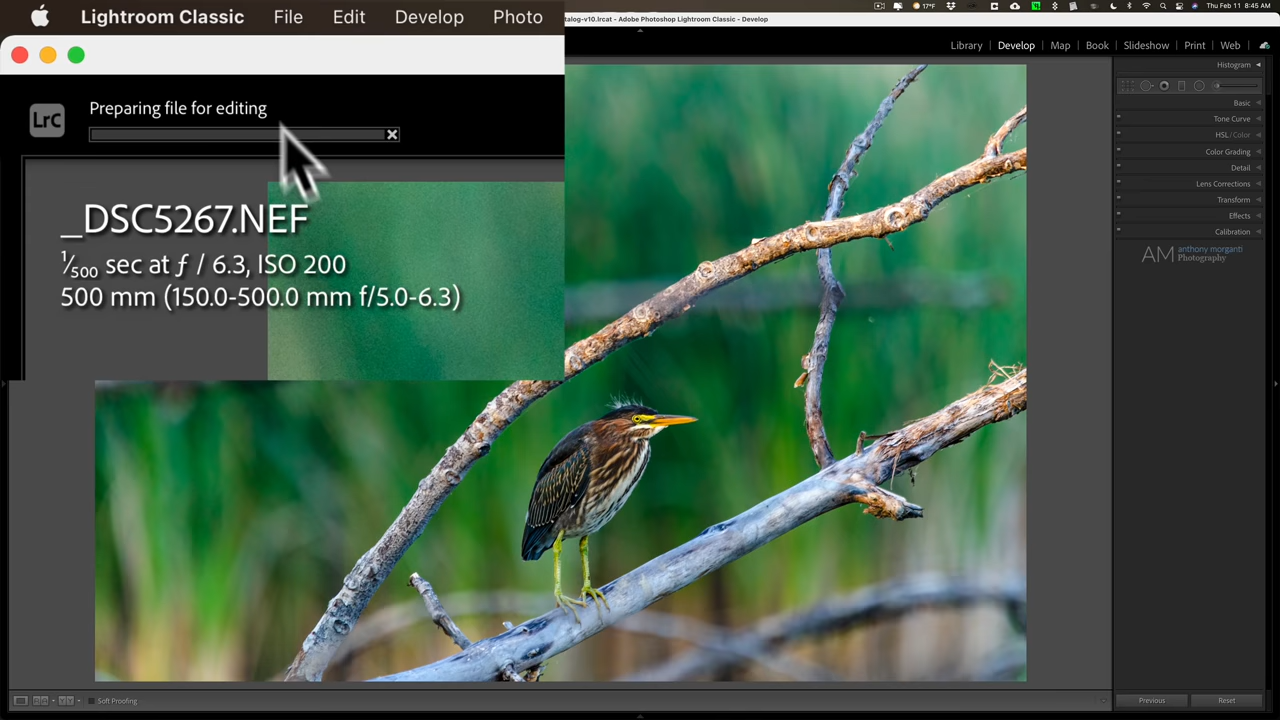 Lightroom Classic File Edit Develop Photo
17°F Thu Feb 11 8:45 AM
talog-v10.lrcat - Adobe Photoshop Lightroom Classic - Develop
Library | Develop | Map | Book | Slideshow | Print | Web
LrC Preparing file for editing
_DSC5267.NEF
1/500 sec at ƒ / 6.3, ISO 200
500 mm (150.0-500.0 mm f/5.0-6.3)
Histogram
Basic
Tone Curve
HSL / Color
Color Grading
Detail
Lens Corrections
Transform
Effects
Calibration
AM anthony morganti
Photography
Soft Proofing
Previous Reset